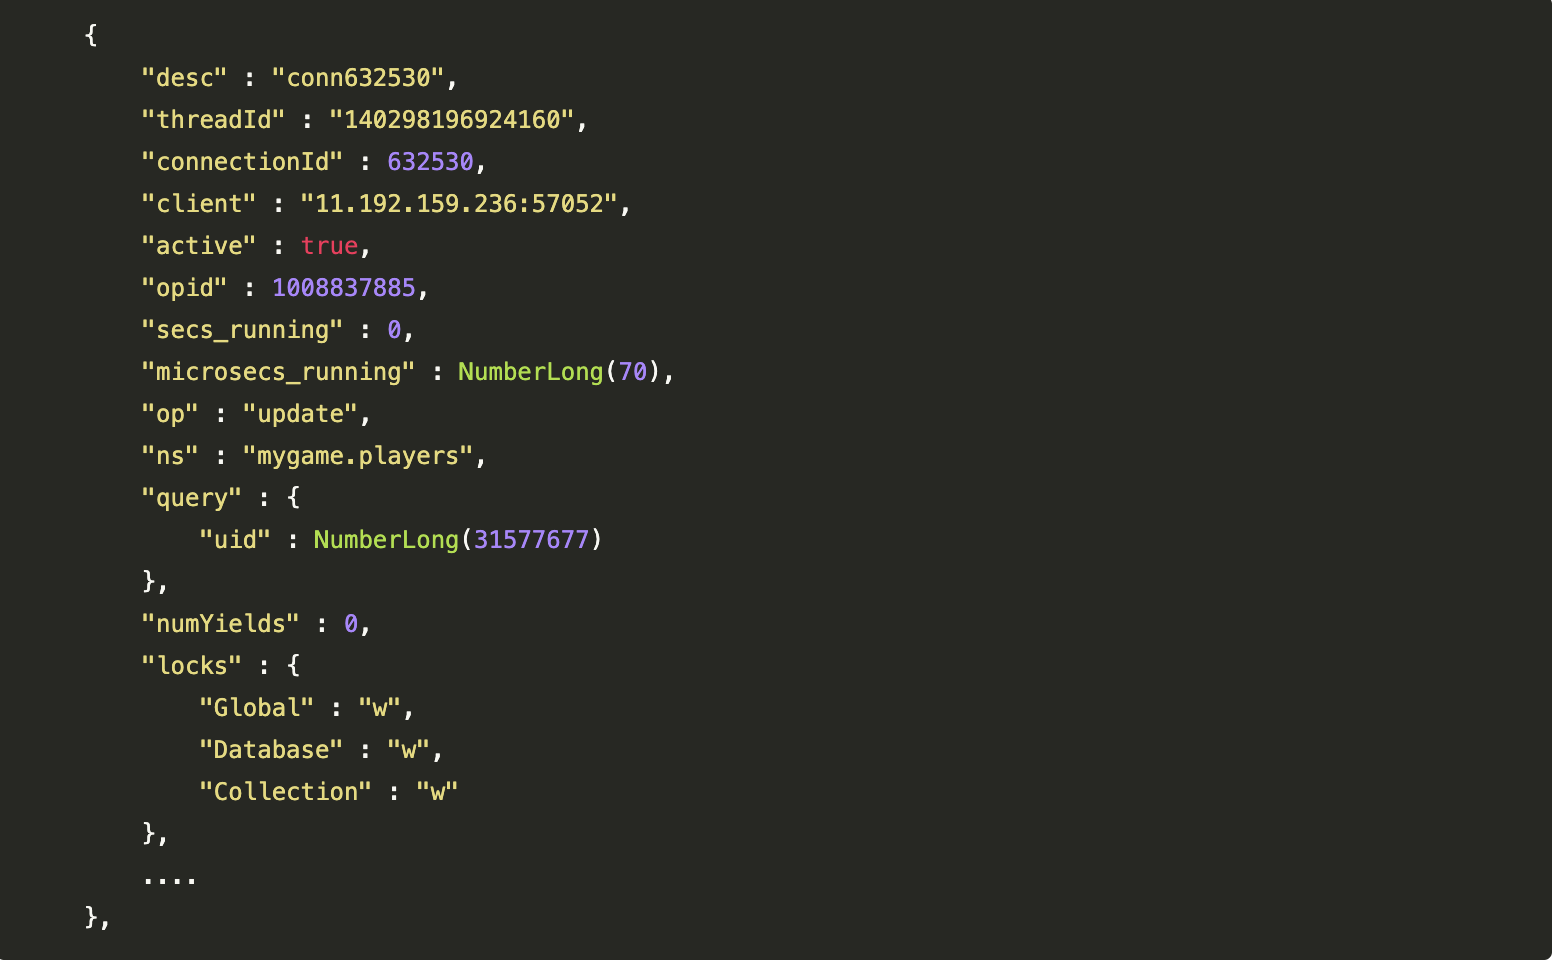 {
"desc" : "conn632530",
"threadId" : "140298196924160",
"connectionId" : 632530,
"client" : "11.192.159.236:57052",
"active" : true,
"opid" : 1008837885,
"secs_running" : 0,
"microsecs_running" : NumberLong(70),
"op" : "update",
"ns" : "mygame.players",
"query" : {
"uid" : NumberLong(31577677)
},
"numYields" : 0,
"locks" : {
"Global" : "w",
"Database" : "w",
"Collection" : "w"
},
....
},